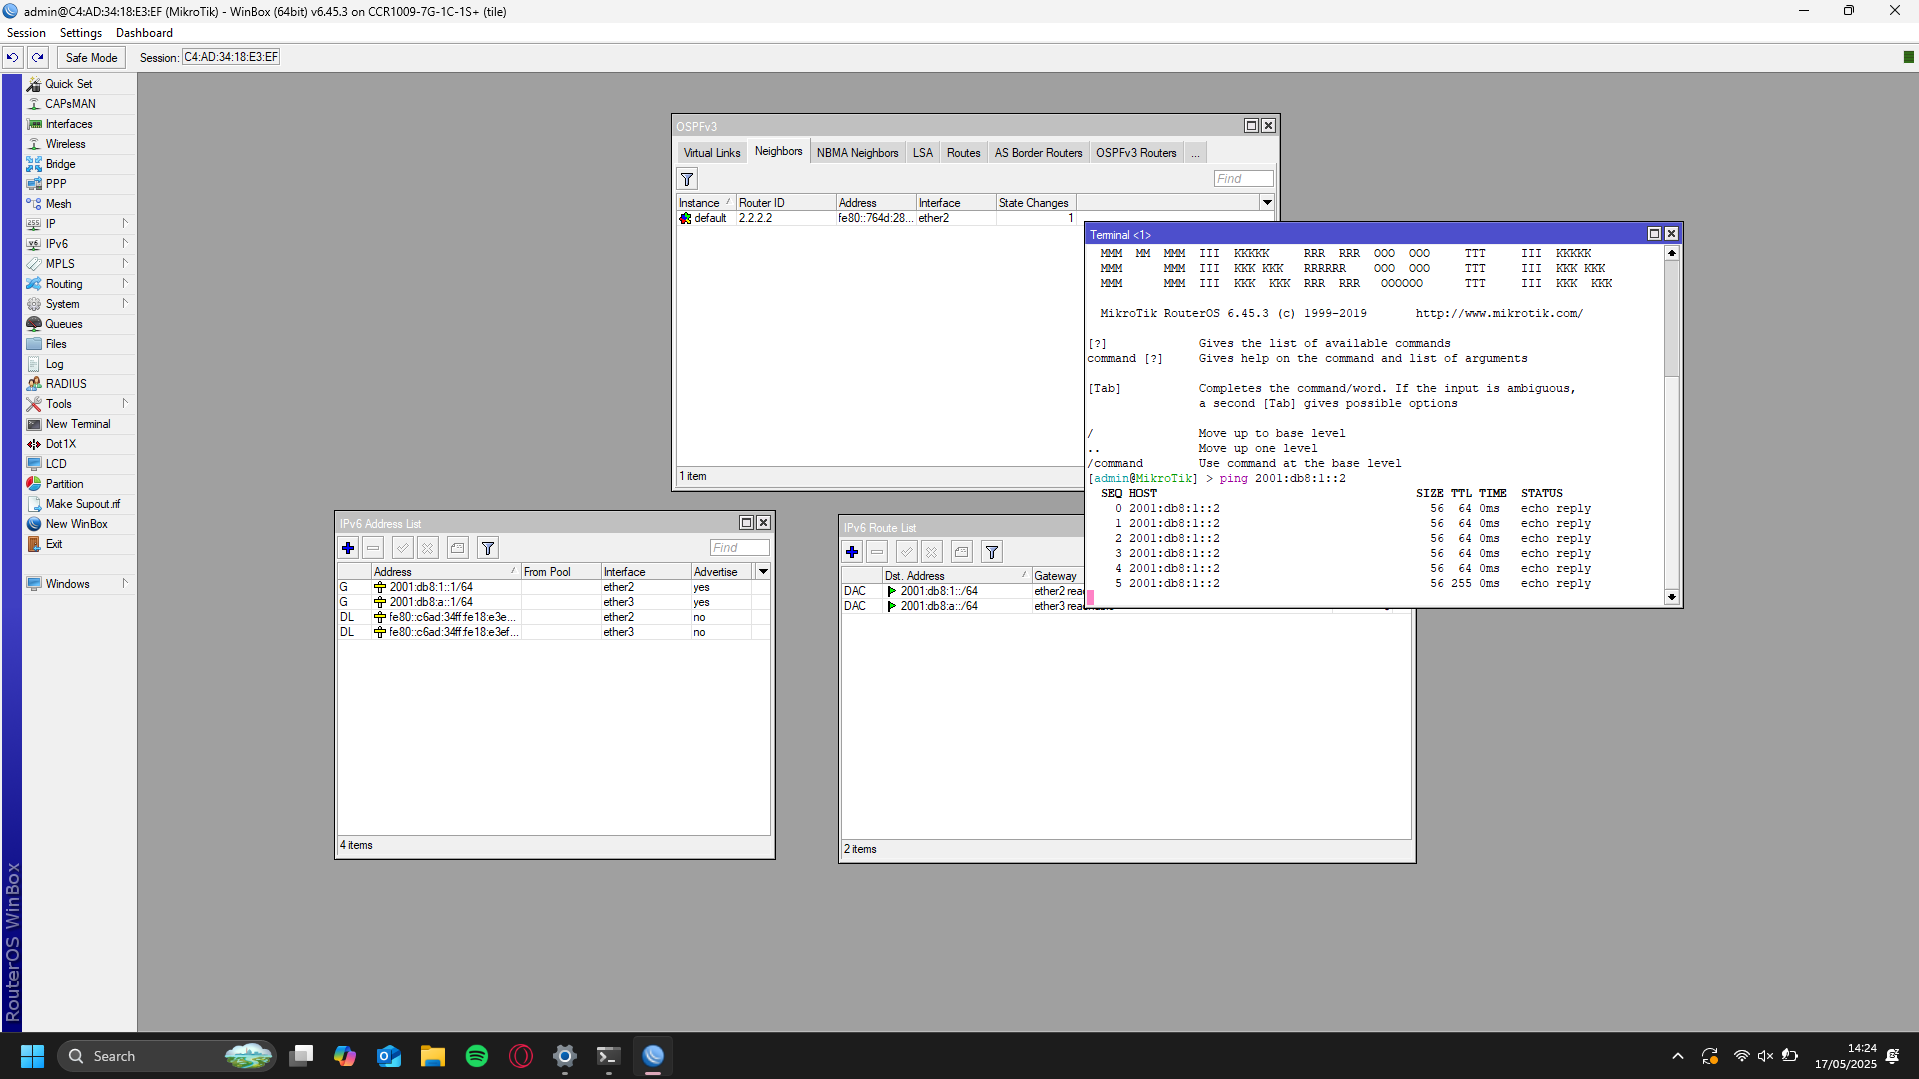 admin@C4:AD:34:18:E3:EF (MikroTik) - WinBox (64bit) v6.45.3 on CCR1009-7G-1C-1S+ (tile)
Session Settings Dashboard
Safe Mode Session: C4:AD:34:18:E3:EF
Quick Set
CAPsMAN
Interfaces
Wireless
Bridge
PPP
Mesh
IP
IPv6
MPLS
Routing
System
Queues
Files
Log
RADIUS
Tools
New Terminal
Dot1X
LCD
Partition
Make Supout.rif
New WinBox
Exit
Windows
RouterOS WinBox
OSPFv3
Virtual Links Neighbors NBMA Neighbors LSA Routes AS Border Routers OSPFv3 Routers ...
Find
Instance Router ID Address Interface State Changes
default 2.2.2.2 fe80::764d:28... ether2 1
1 item
Terminal <1>
MMM MM MMM III KKKKK RRR RRR OOO OOO TTT III KKKKK
MMM MMM III KKK KKK RRRRRR OOO OOO TTT III KKK KKK
MMM MMM III KKK KKK RRR RRR OOOOOO TTT III KKK KKK
MikroTik RouterOS 6.45.3 (c) 1999-2019 http://www.mikrotik.com/
[?] Gives the list of available commands
command [?] Gives help on the command and list of arguments
[Tab] Completes the command/word. If the input is ambiguous,
a second [Tab] gives possible options
/ Move up to base level
.. Move up one level
/command Use command at the base level
[admin@MikroTik] > ping 2001:db8:1::2
SEQ HOST SIZE TTL TIME STATUS
0 2001:db8:1::2 56 64 0ms echo reply
1 2001:db8:1::2 56 64 0ms echo reply
2 2001:db8:1::2 56 64 0ms echo reply
3 2001:db8:1::2 56 64 0ms echo reply
4 2001:db8:1::2 56 64 0ms echo reply
5 2001:db8:1::2 56 255 0ms echo reply
IPv6 Address List
Find
Address From Pool Interface Advertise
G 2001:db8:1::1/64 ether2 yes
G 2001:db8:a::1/64 ether3 yes
DL fe80::c6ad:34ff:fe18:e3e... ether2 no
DL fe80::c6ad:34ff:fe18:e3ef... ether3 no
4 items
IPv6 Route List
Dst. Address Gateway
DAC 2001:db8:1::/64 ether2
DAC 2001:db8:a::/64 ether3
2 items
Search
14:24
17/05/2025